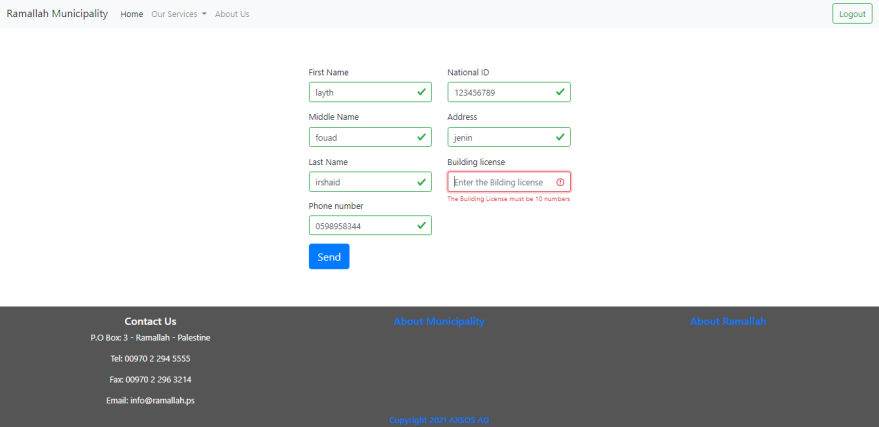 Ramallah Municipality Home Our Services About Us Logout
First Name
layth
Middle Name
fouad
Last Name
irshaid
Phone number
0598958344
National ID
123456789
Address
jenin
Building license
Enter the Bilding license
The Building License must be 10 numbers
Send
Contact Us
P.O Box: 3 - Ramallah - Palestine
Tel: 00970 2 294 5555
Fax: 00970 2 296 3214
Email: info@ramallah.ps
About Municipality
About Ramallah
Copyright 2021 AXSOS AG